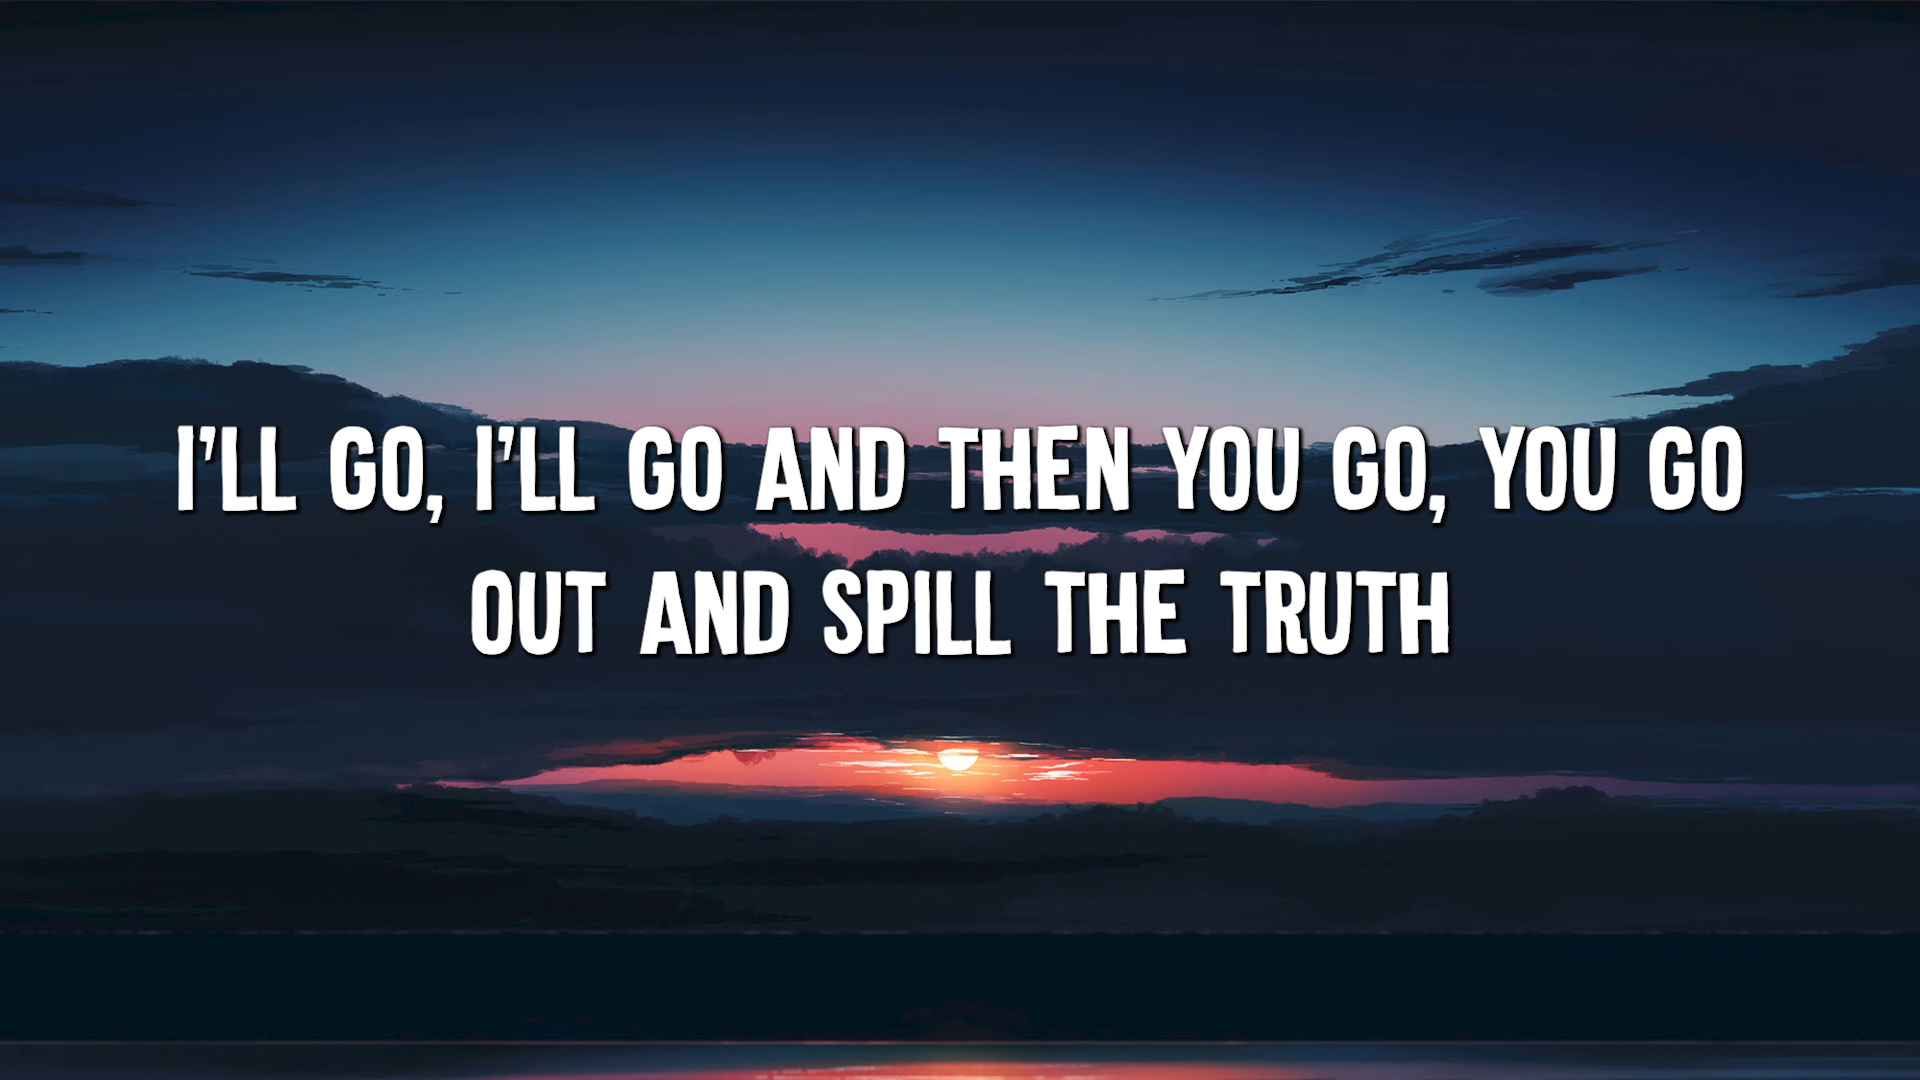 I'LL GO, I'LL GO AND THEN YOU GO, YOU GO
OUT AND SPILL THE TRUTH